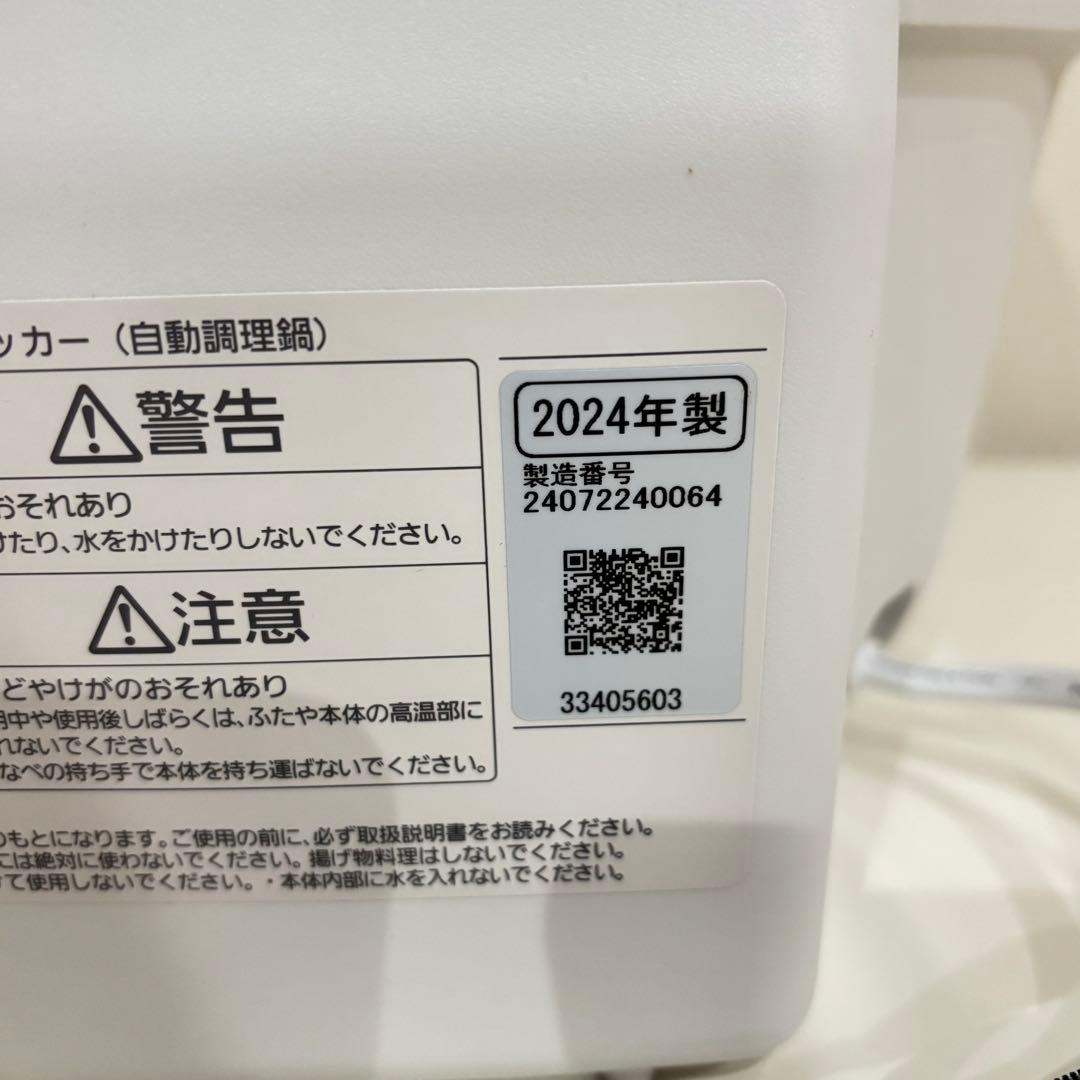 ッカー（自動調理鍋）
警告
おそれあり
けたり、水をかけたりしないでください。
注意
どやけがのおそれあり
用中や使用後しばらくは、ふたや本体の高温部に
れないでください。
なべの持ち手で本体を持ち運ばないでください。
のもとになります。ご使用の前に、必ず取扱説明書をお読みください。
には絶対に使わないでください。揚げ物料理はしないでください。
けて使用しないでください。・本体内部に水を入れないでください。
2024年製
製造番号
24072240064
33405603